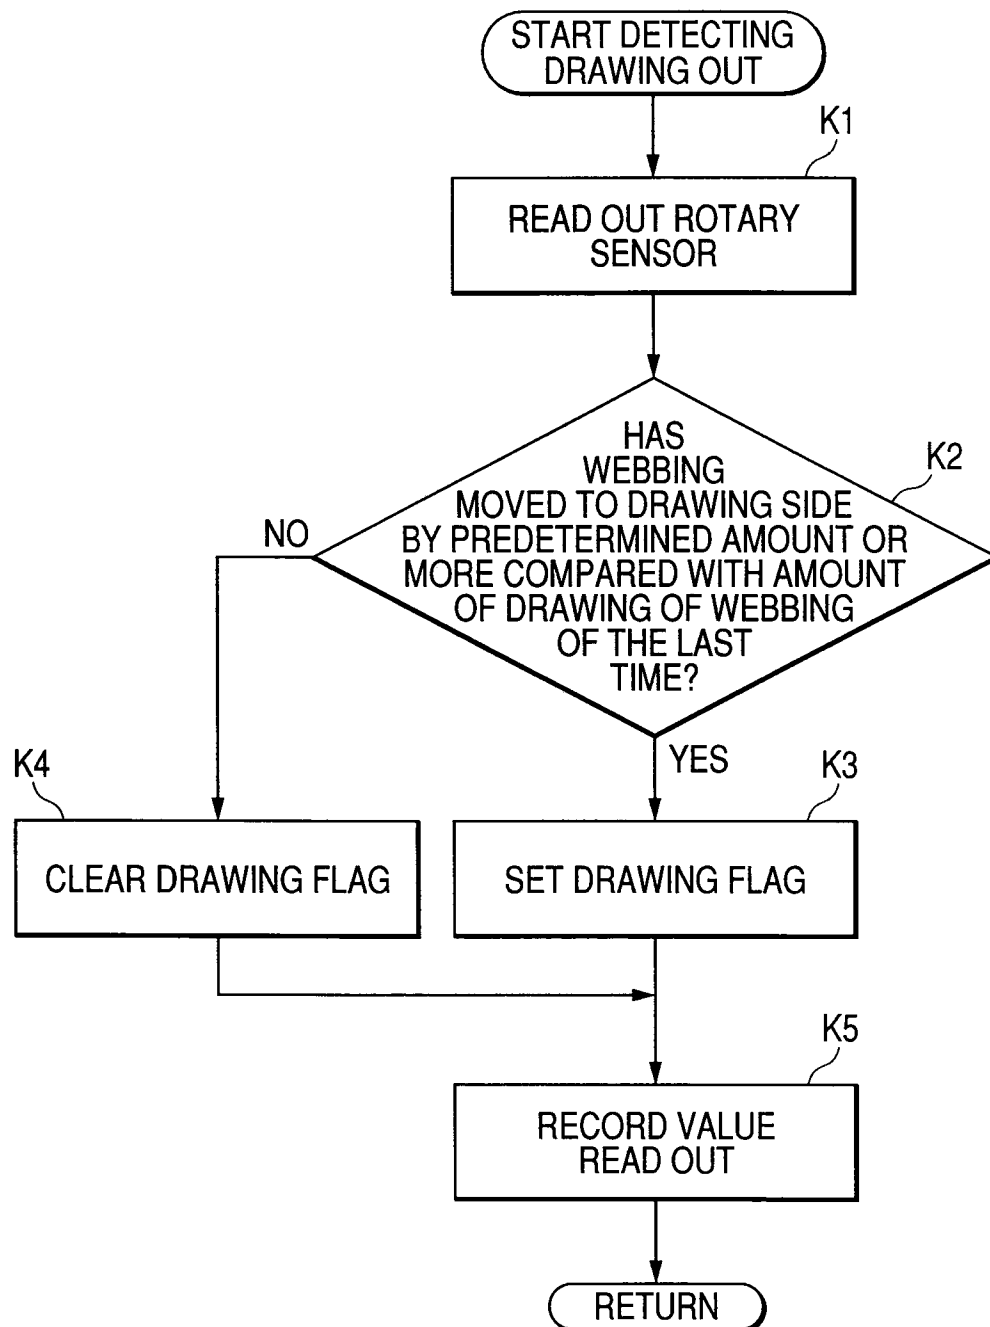 START DETECTING
DRAWING OUT
K1
READ OUT ROTARY
SENSOR
K2
HAS
WEBBING
MOVED TO DRAWING SIDE
BY PREDETERMINED AMOUNT OR
MORE COMPARED WITH AMOUNT
OF DRAWING OF WEBBING
OF THE LAST
TIME?
NO
YES
K4
CLEAR DRAWING FLAG
K3
SET DRAWING FLAG
K5
RECORD VALUE
READ OUT
RETURN